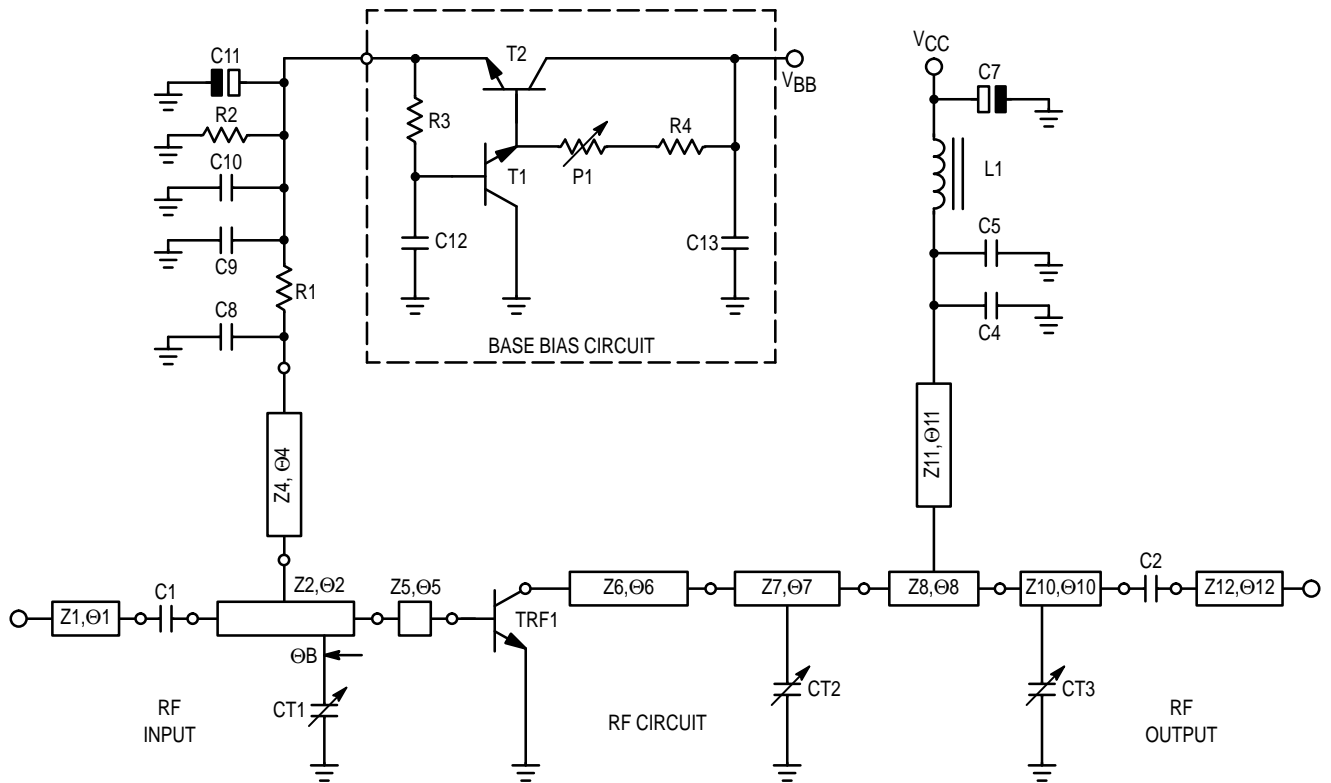 C11
T2
VCC
C7
VBB
R2
R3
R4
C10
T1
P1
L1
C12
C13
C5
C9
R1
C8
C4
BASE BIAS CIRCUIT
Z4, Θ4
Z11,Θ11
C1
Z2,Θ2
Z5,Θ5
Z6,Θ6
Z7,Θ7
Z8,Θ8
Z10,Θ10
C2
Z12,Θ12
Z1,Θ1
TRF1
ΘB
CT1
CT2
CT3
RF
INPUT
RF CIRCUIT
RF
OUTPUT